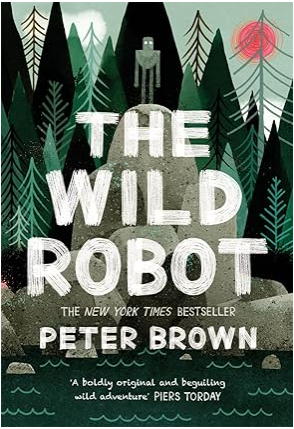 THE
WILD
ROBOT
THE NEW YORK TIMES BESTSELLER
PETER BROWN
'A boldly original and beguiling
wild adventure' PIERS TORDAY